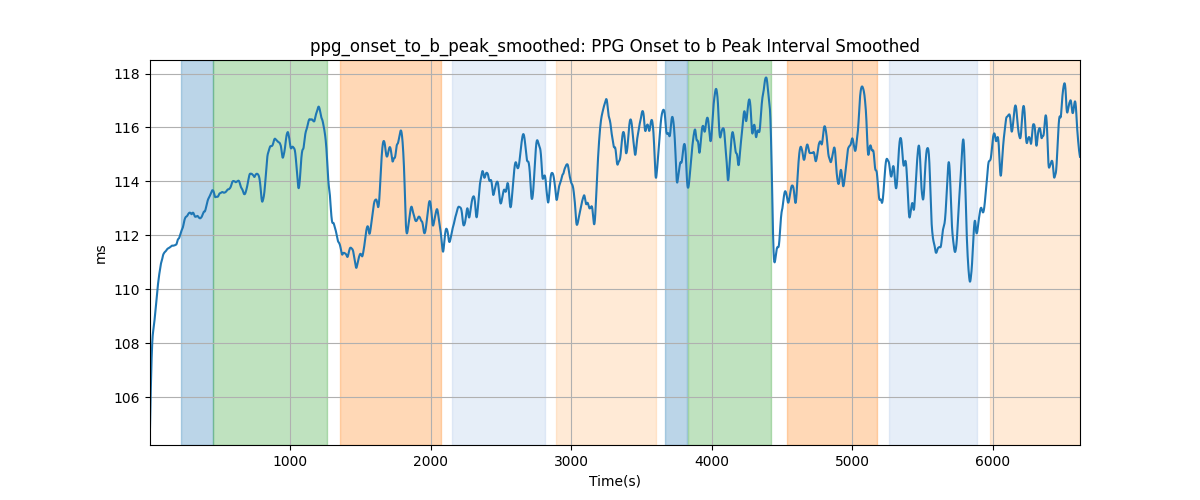 ppg_onset_to_b_peak_smoothed: PPG Onset to b Peak Interval Smoothed
118
116
114
112
110
108
106
ms
1000 2000 3000 4000 5000 6000
Time(s)